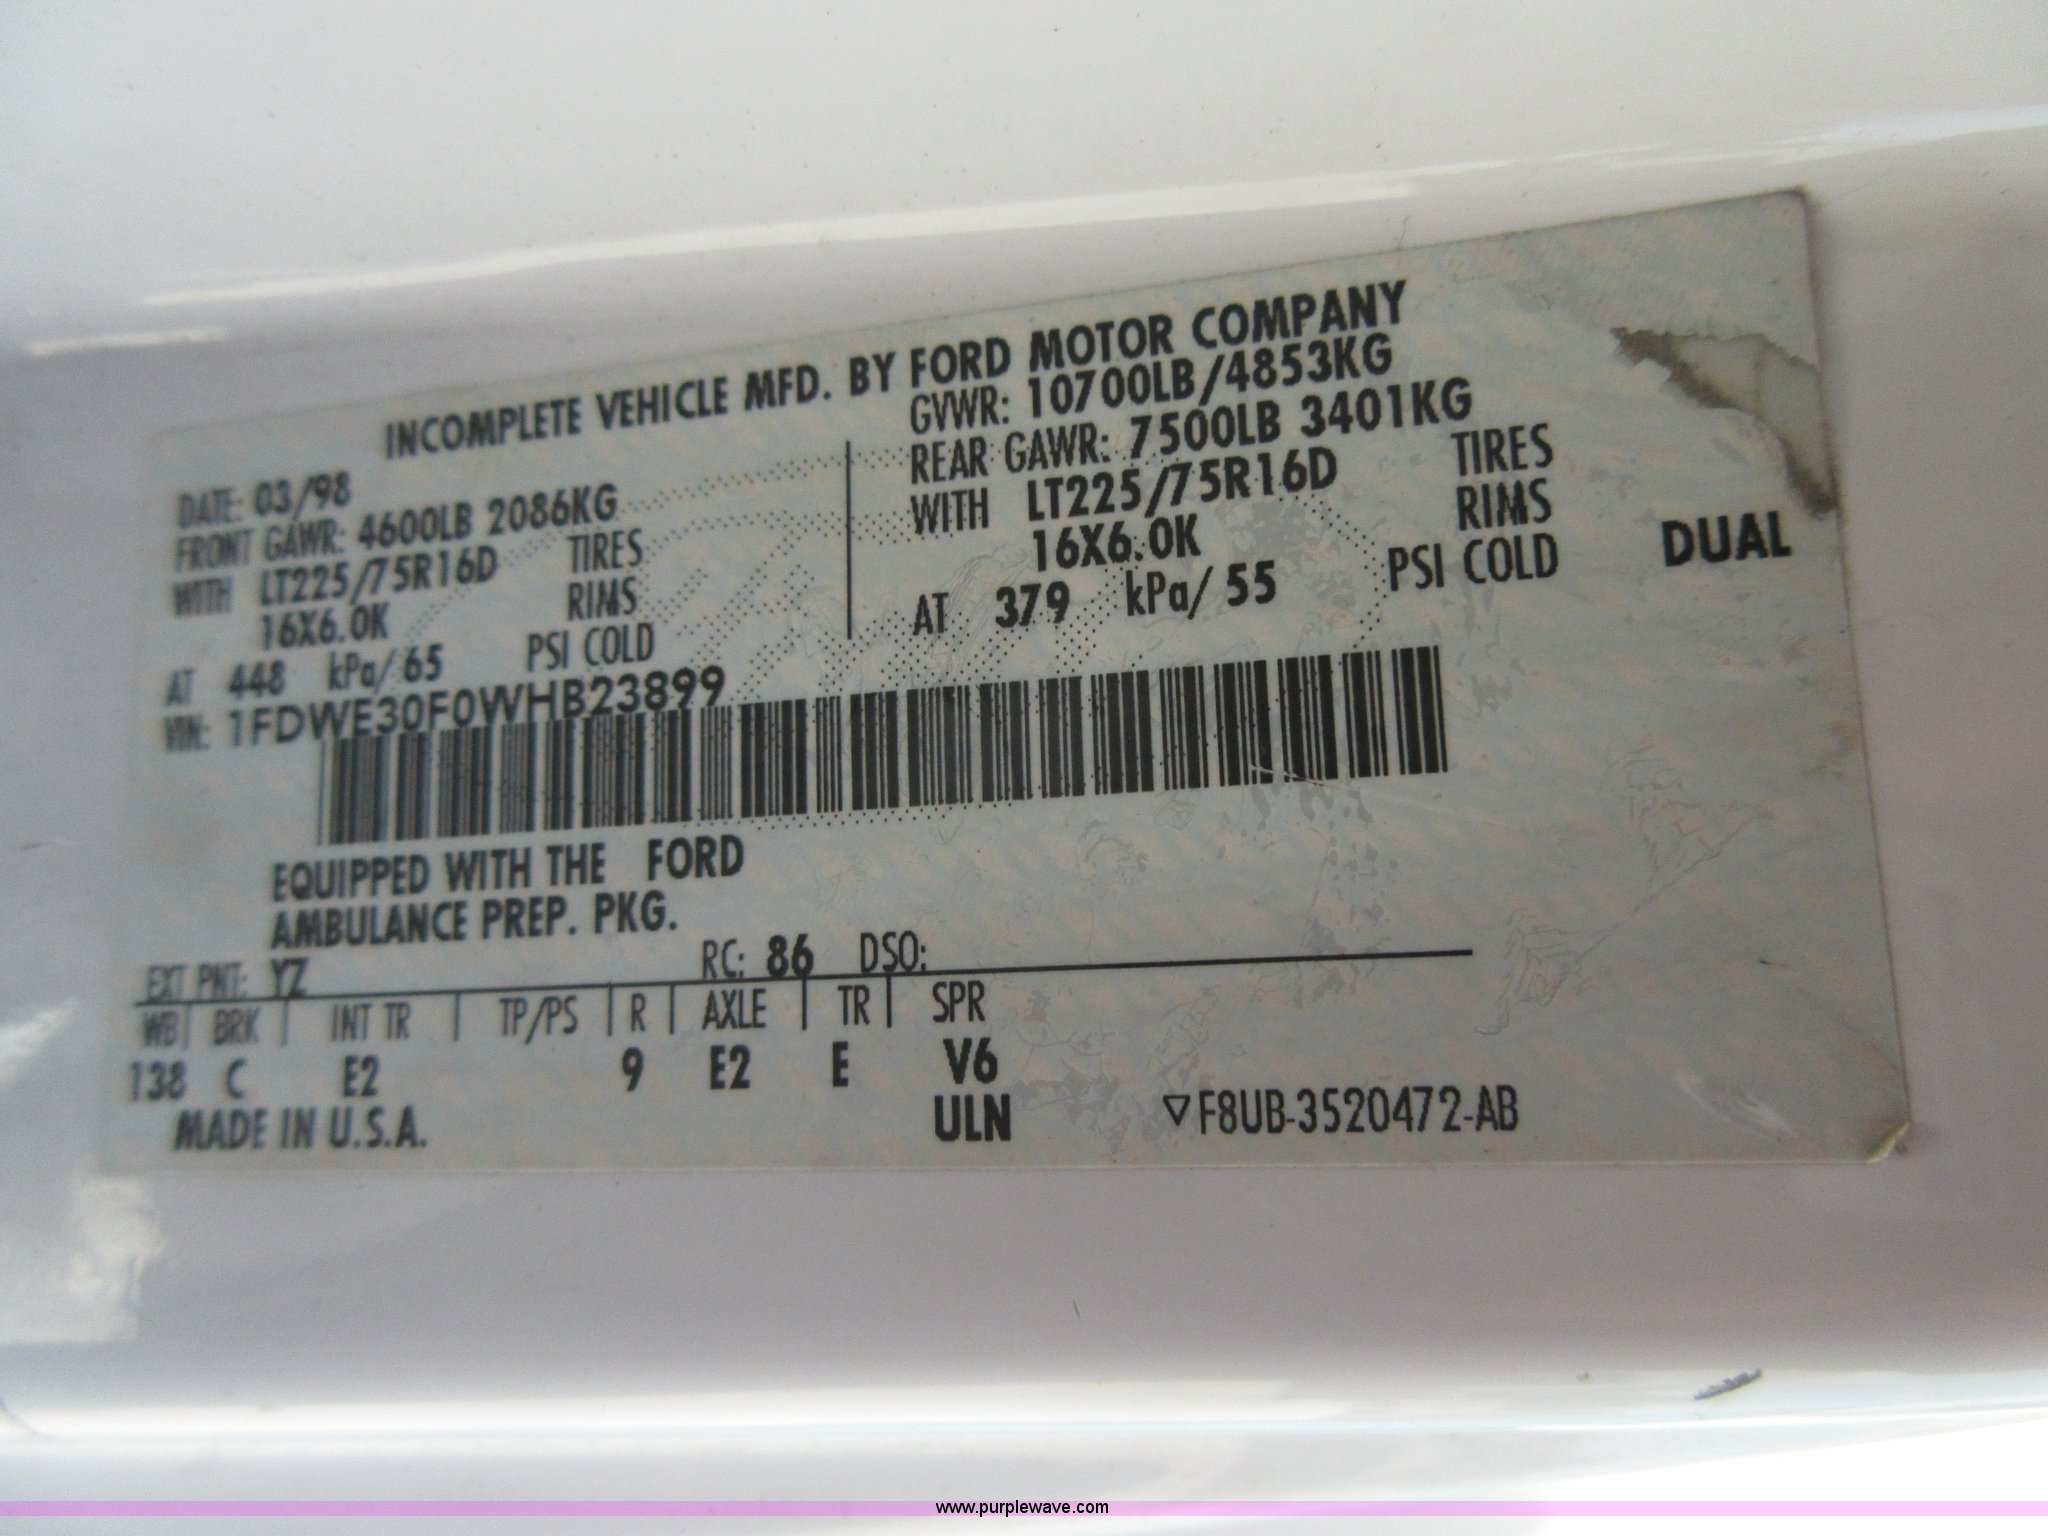 INCOMPLETE VEHICLE MFD. BY FORD MOTOR COMPANY
DATE: 03/98
GVWR: 10700LB/4853KG
FRONT GAWR: 4600LB 2086KG
REAR GAWR: 7500LB 3401KG
WITH LT225/75R16D TIRES
WITH LT225/75R16D TIRES
16X6.0K RIMS
16X6.0K RIMS
AT 448 kPa/ 65 PSI COLD
AT 379 kPa/ 55 PSI COLD DUAL
VIN: 1FDWE30F0WHB23899
EQUIPPED WITH THE FORD
AMBULANCE PREP. PKG.
EXT PNT: YZ RC: 86 DSO:
WB| BRK | INT TR | TP/PS | R | AXLE | TR | SPR
138 C E2 9 E2 E V6
MADE IN U.S.A. ULN ▽F8UB-3520472-AB
www.purplewave.com